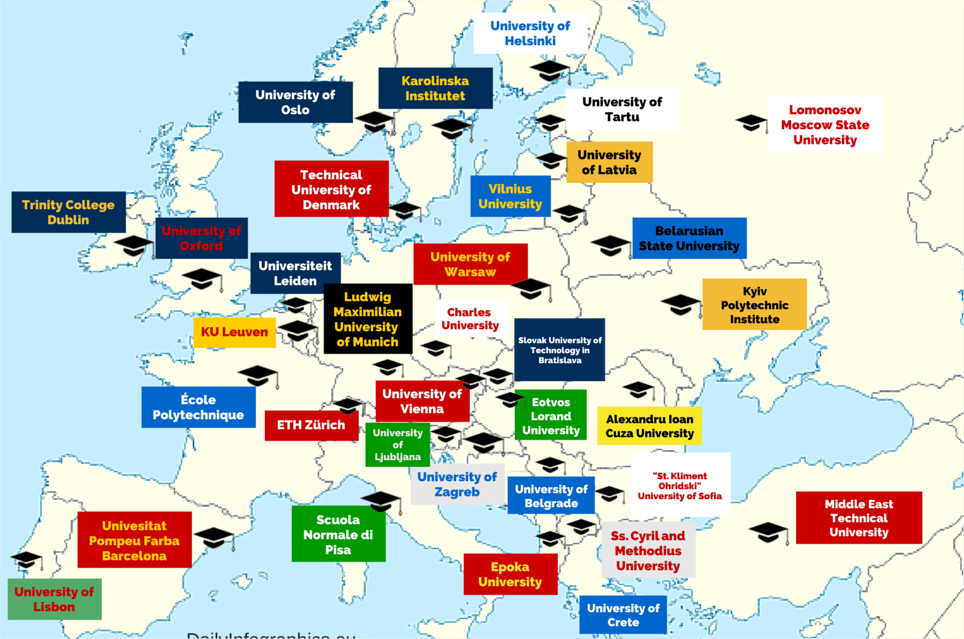 University of
Helsinki
University of
Oslo
Karolinska
Institutet
University of
Tartu
Lomonosov
Moscow State
University
Technical
University of
Denmark
University
of Latvia
Vilnius
University
Trinity College
Dublin
University of
Oxford
Belarusian
State University
Universiteit
Leiden
University of
Warsaw
Kyiv
Polytechnic
Institute
Ludwig
Maximilian
University
of Munich
Charles
University
KU Leuven
Slovak University of
Technology in
Bratislava
École
Polytechnique
University of
Vienna
ETH Zürich
Eotvos
Lorand
University
Alexandru Ioan
Cuza University
University
of
Ljubljana
University of
Zagreb
University of
Belgrade
"St. Kliment
Ohridski"
University of Sofia
Middle East
Technical
University
Univesitat
Pompeu Farba
Barcelona
Scuola
Normale di
Pisa
Ss. Cyril and
Methodius
University
Epoka
University
University of
Lisbon
University of
Crete
DailyInfographics.eu